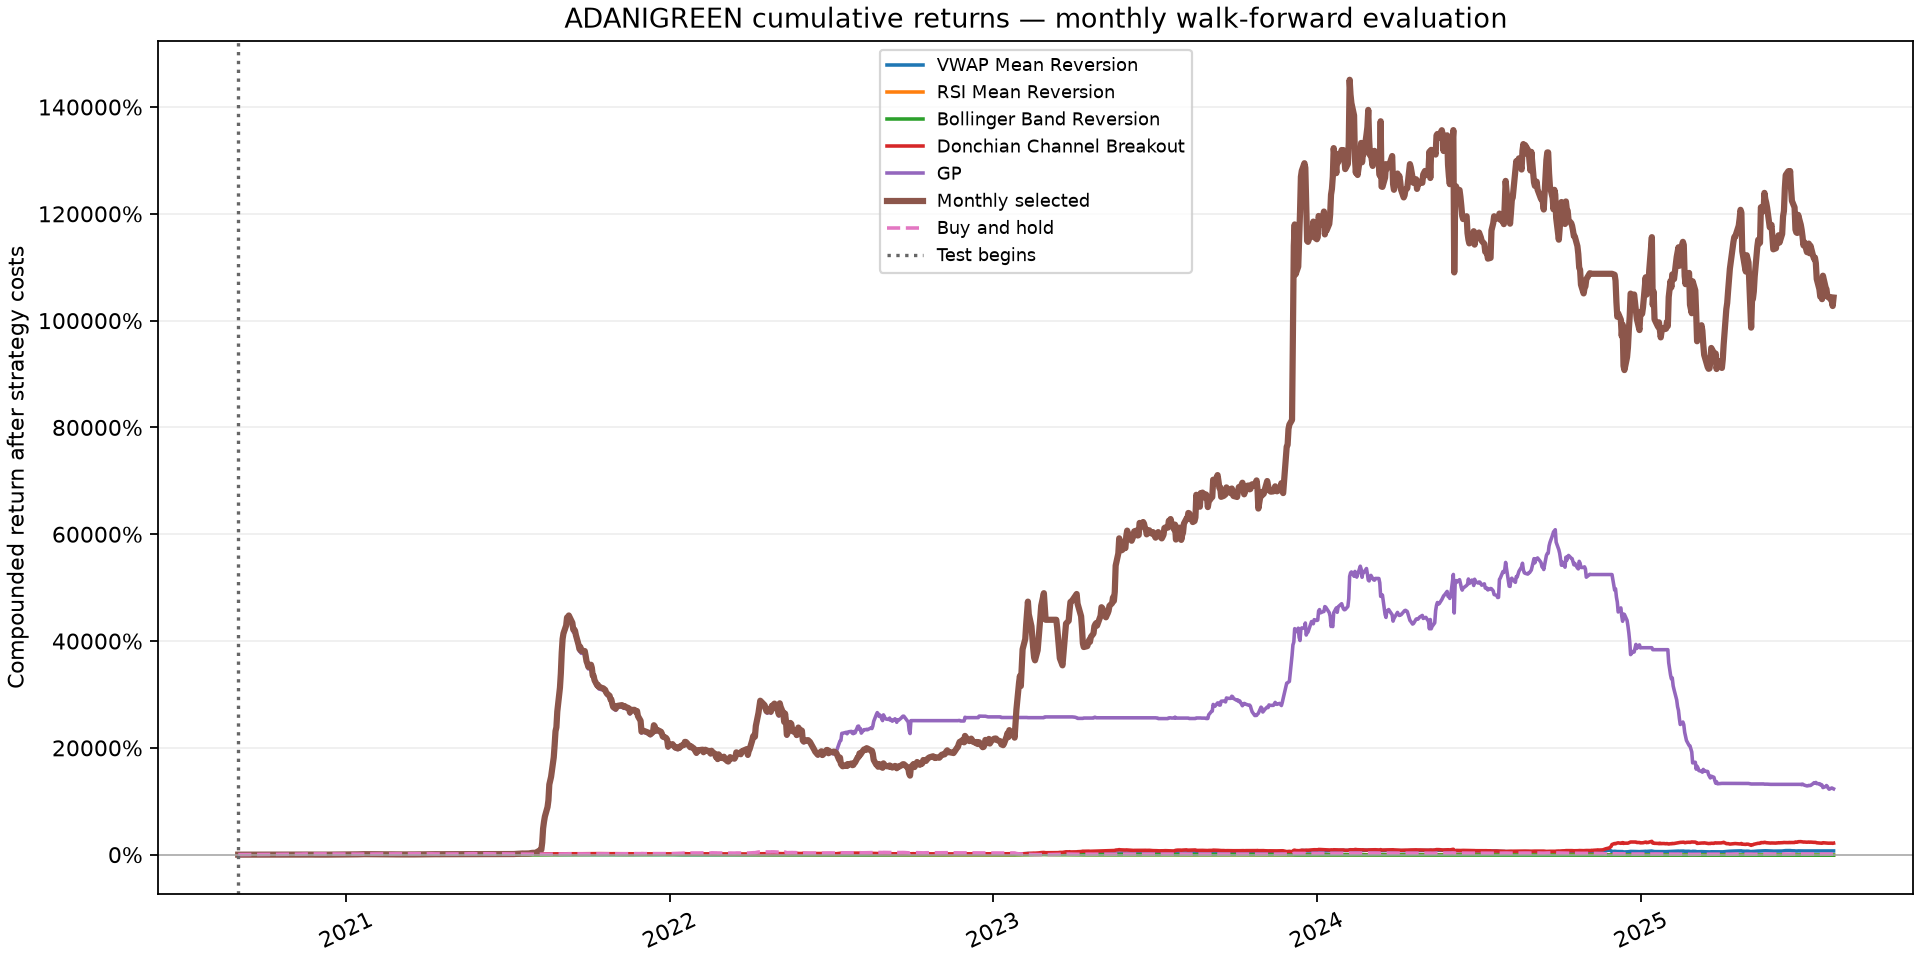 ADANIGREEN cumulative returns — monthly walk-forward evaluation
Compounded return after strategy costs
140000%
120000%
100000%
80000%
60000%
40000%
20000%
0%
VWAP Mean Reversion
RSI Mean Reversion
Bollinger Band Reversion
Donchian Channel Breakout
GP
Monthly selected
Buy and hold
Test begins
2021
2022
2023
2024
2025